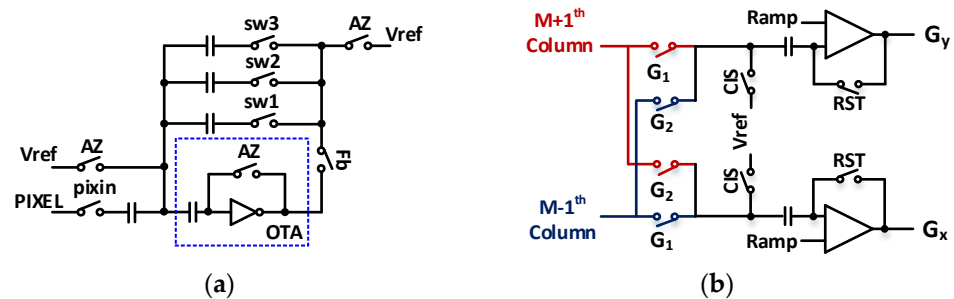 sw3
AZ
Vref
sw2
sw1
Vref
AZ
AZ
Fb
PIXEL
pixin
OTA
(a)
M+1th
Column
G1
G2
CIS
Vref
Ramp
Gy
RST
M-1th
Column
G2
G1
CIS
RST
Ramp
Gx
(b)